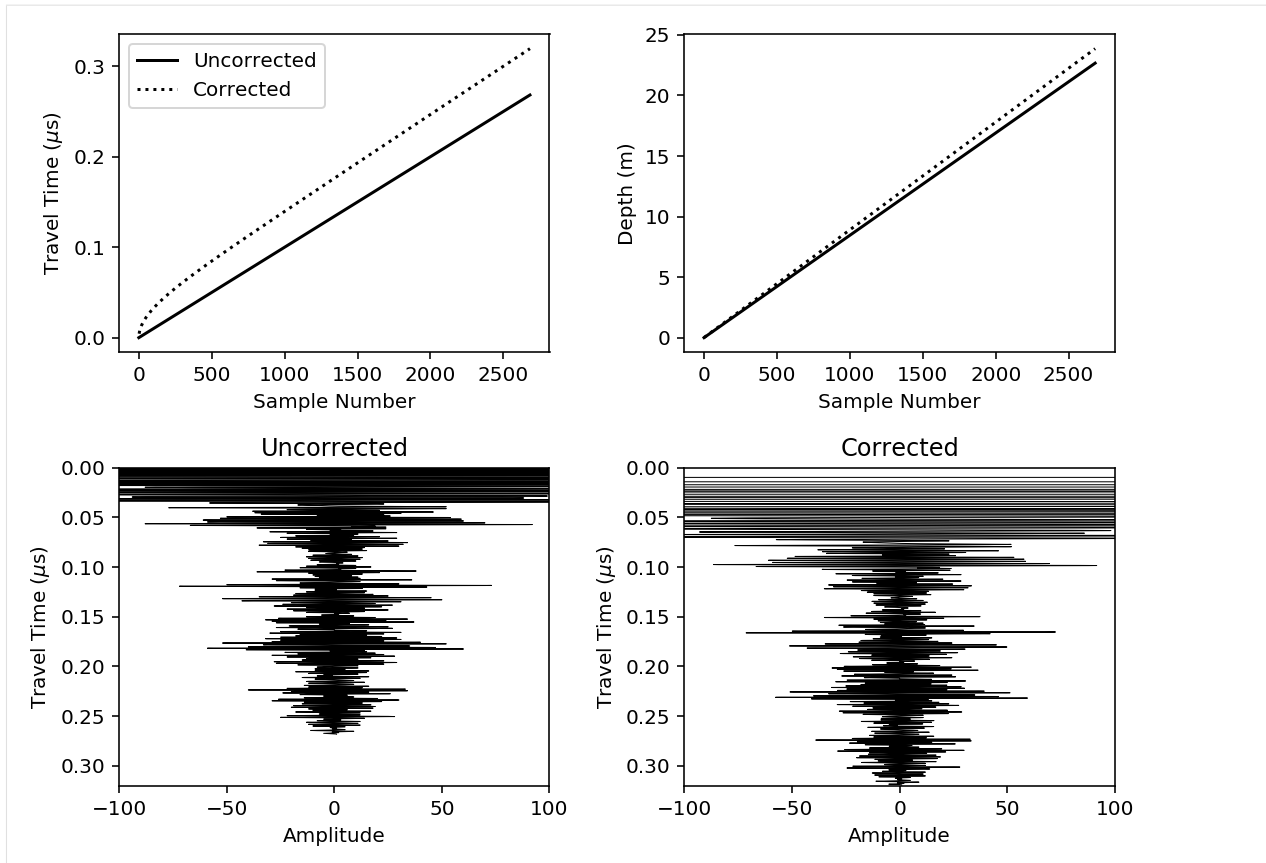 Uncorrected
Corrected
Travel Time (μs)
0.3
0.2
0.1
0.0
0 500 1000 1500 2000 2500
Sample Number
Depth (m)
25
20
15
10
5
0
0 500 1000 1500 2000 2500
Sample Number
Uncorrected
Travel Time (μs)
0.00
0.05
0.10
0.15
0.20
0.25
0.30
−100 −50 0 50 100
Amplitude
Corrected
Travel Time (μs)
0.00
0.05
0.10
0.15
0.20
0.25
0.30
−100 −50 0 50 100
Amplitude